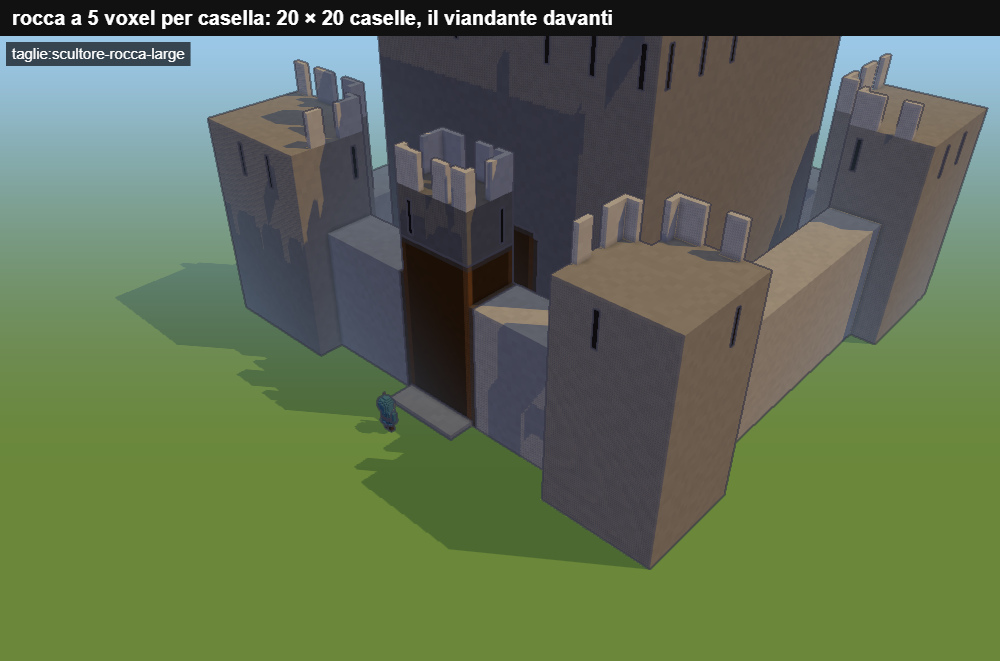 rocca a 5 voxel per casella: 20 × 20 caselle, il viandante davanti
taglie:scultore-rocca-large